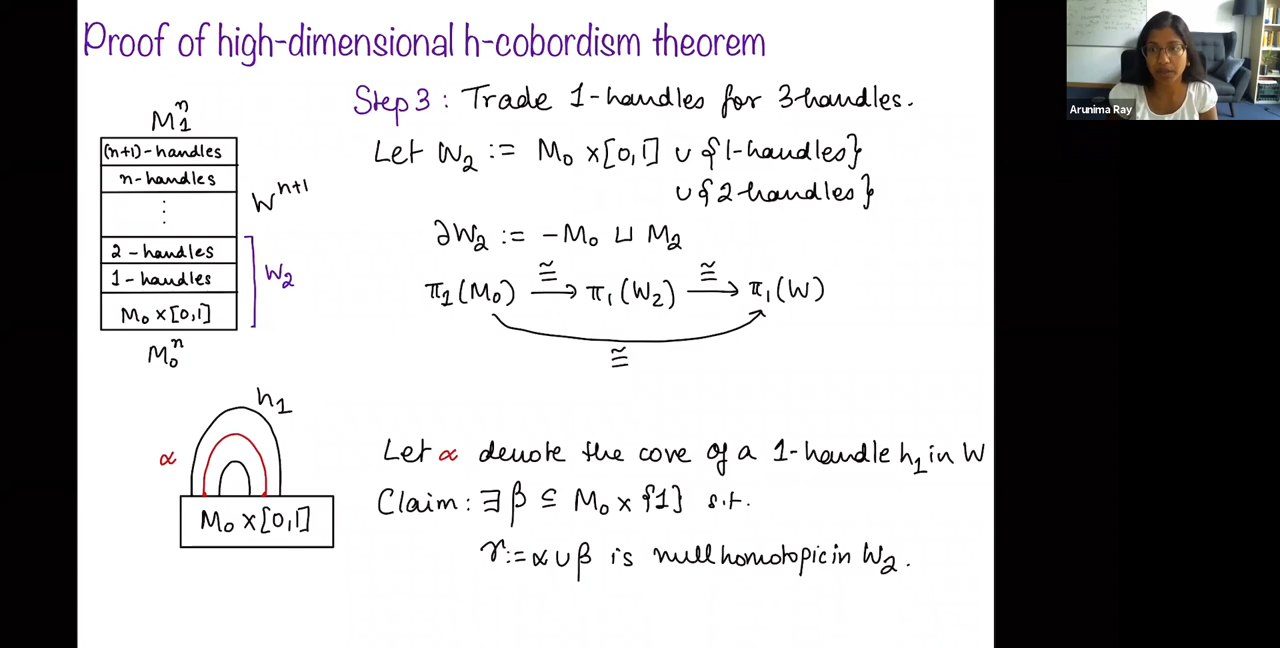 Proof of high-dimensional h-cobordism theorem
Step 3 : Trade 1-handles for 3-handles.
Let W₂ := M₀ × [0,1] ∪ {1-handles}
∪ {2-handles}
∂W₂ := -M₀ ⊔ M₂
π₁(M₀) ≅→ π₁(W₂) ≅→ π₁(W)
≅
M₁ⁿ
(n+1)-handles
n-handles
⋮
2-handles
1-handles
M₀ × [0,1]
M₀ⁿ
Wⁿ⁺¹
W₂
h₁
α
M₀ × [0,1]
Let α denote the core of a 1-handle h₁ in W
Claim : ∃ β ⊆ M₀ × {1} s.t.
γ := α ∪ β is nullhomotopic in W₂.
Arunima Ray